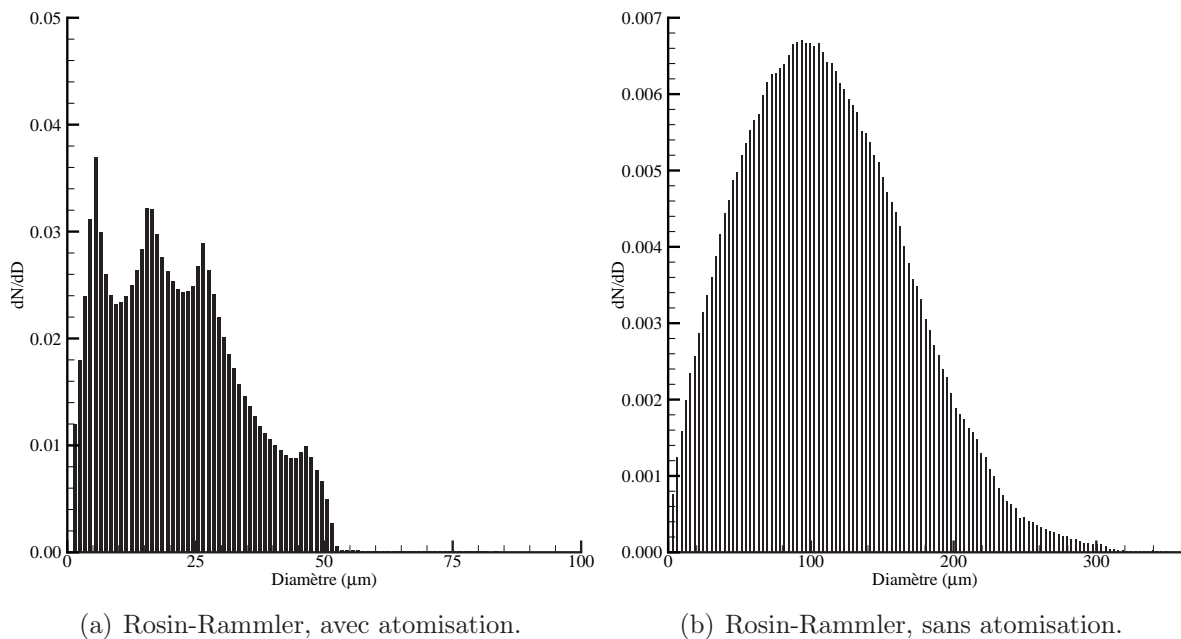 0.05
0.04
0.03
0.02
0.01
0.00
dN/dD
0 25 50 75 100
Diamètre (μm)
(a) Rosin-Rammler, avec atomisation.
0.007
0.006
0.005
0.004
0.003
0.002
0.001
0.000
dN/dD
0 100 200 300
Diamètre (μm)
(b) Rosin-Rammler, sans atomisation.